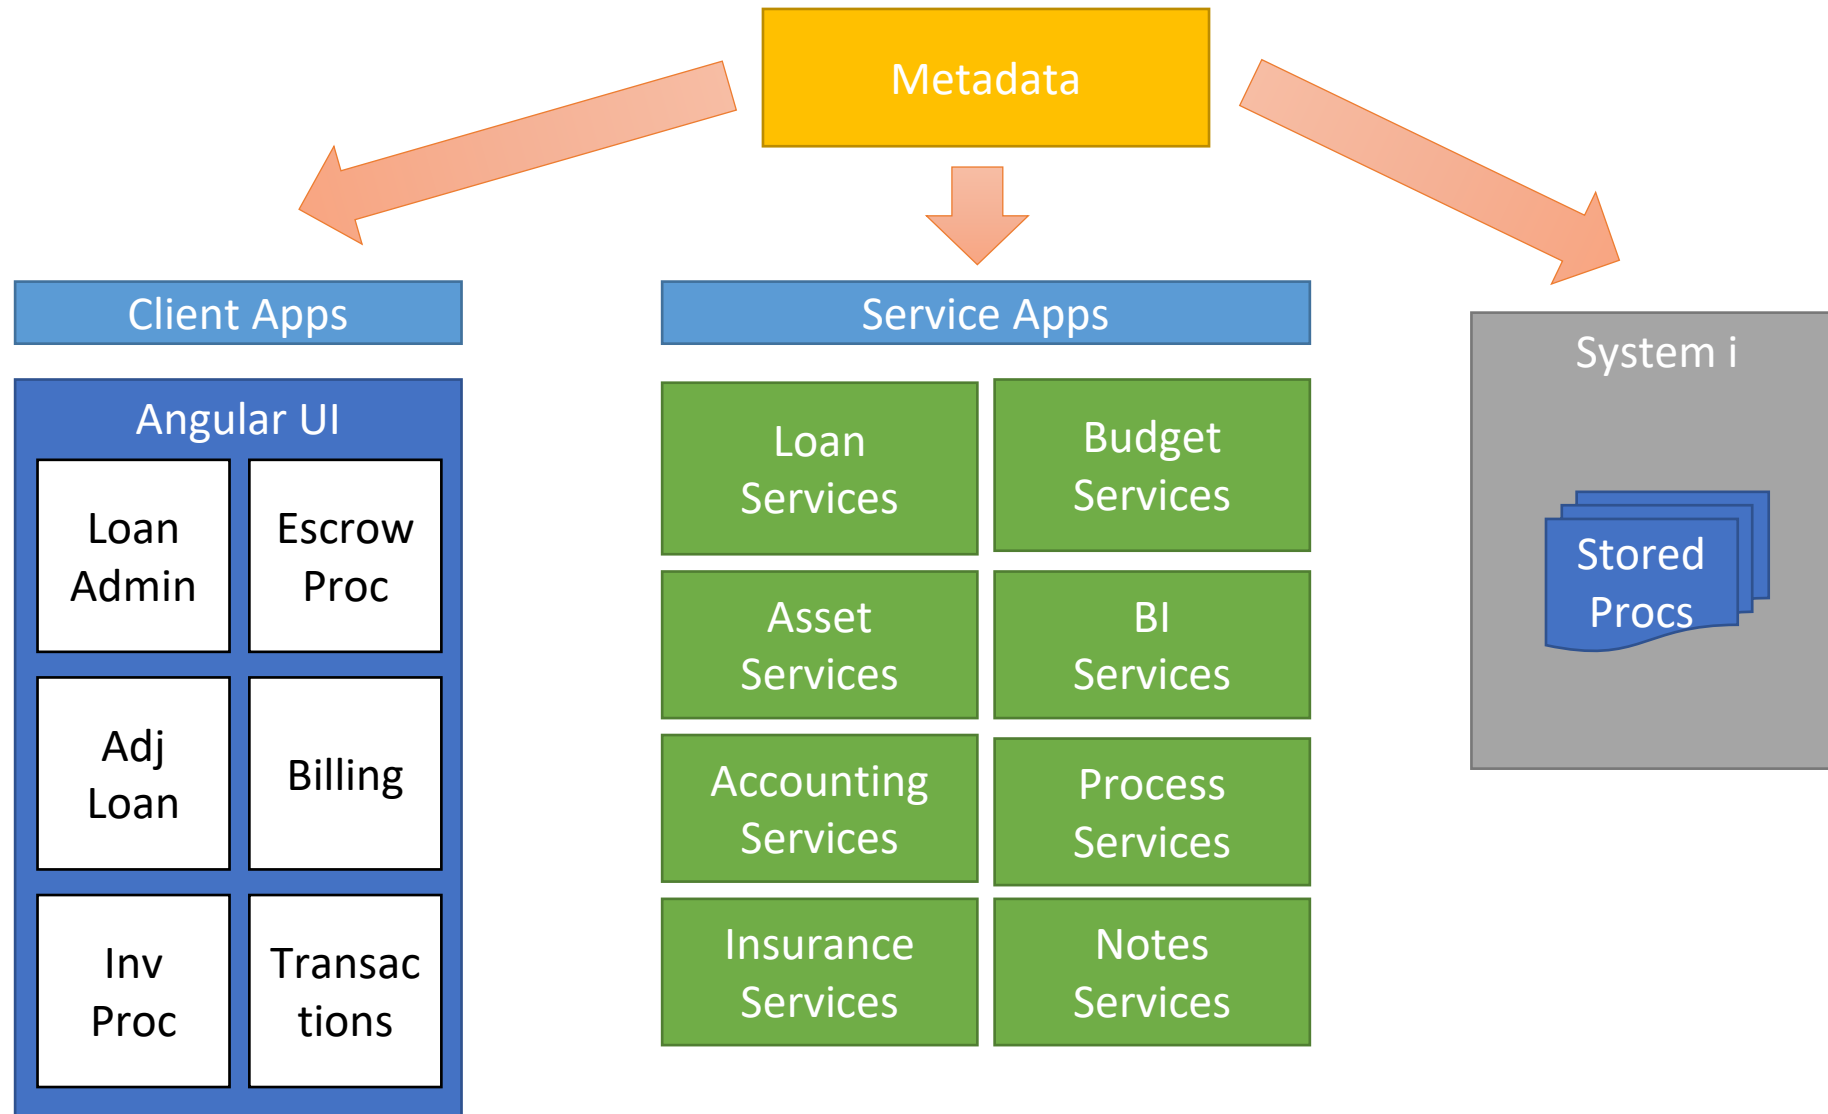 Metadata
Client Apps
Service Apps
System i
Angular UI
Loan
Admin
Escrow
Proc
Adj
Loan
Billing
Inv
Proc
Transac
tions
Loan
Services
Budget
Services
Asset
Services
BI
Services
Accounting
Services
Process
Services
Insurance
Services
Notes
Services
Stored
Procs